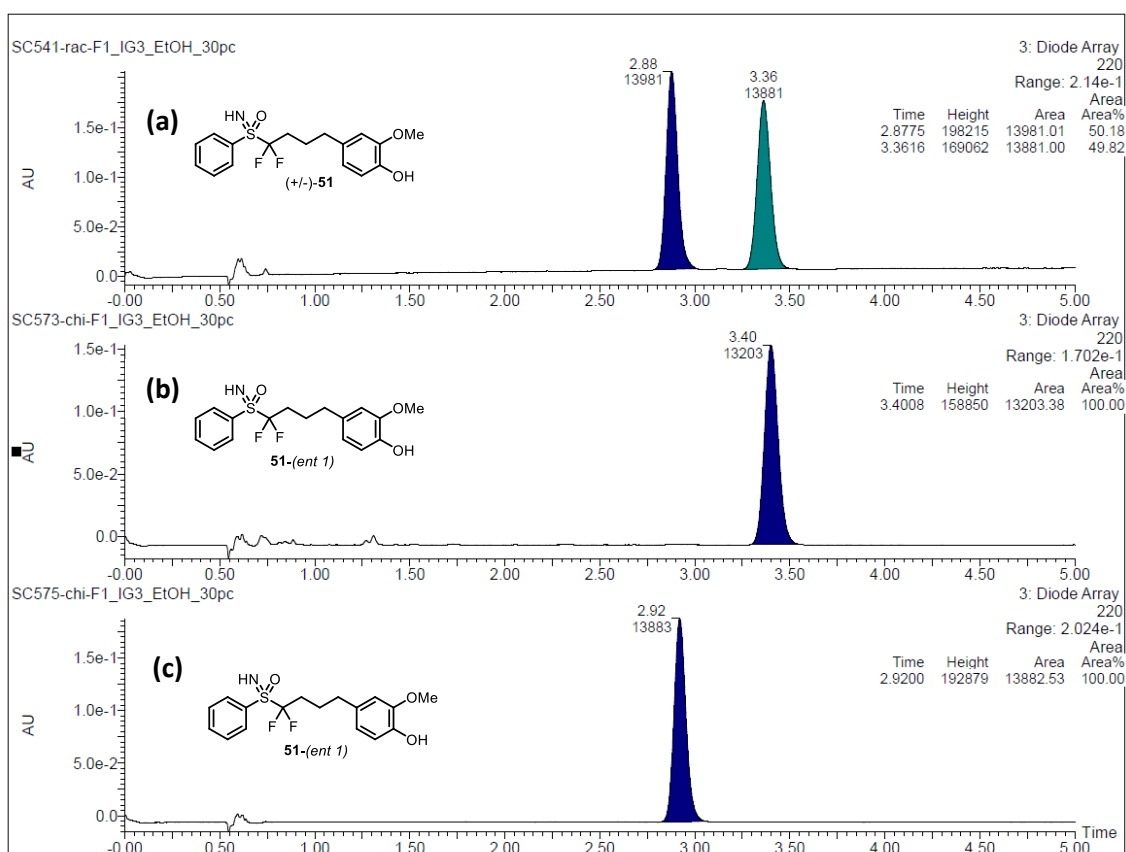 SC541-rac-F1_IG3_EtOH_30pc
3: Diode Array
220
Range: 2.14e-1
Area
Time Height Area Area%
2.8775 198215 13981.01 50.18
3.3616 169062 13881.00 49.82
2.88
13981
3.36
13881
(a)
HN O
S
F F
OMe
OH
(+/-)-51
AU
1.5e-1
1.0e-1
5.0e-2
0.0
-0.00 0.50 1.00 1.50 2.00 2.50 3.00 3.50 4.00 4.50 5.00
SC573-chi-F1_IG3_EtOH_30pc
3: Diode Array
220
Range: 1.702e-1
Area
Time Height Area Area%
3.4008 158850 13203.38 100.00
3.40
13203
(b)
HN O
S
F F
OMe
OH
51-(ent 1)
AU
1.5e-1
1.0e-1
5.0e-2
0.0
-0.00 0.50 1.00 1.50 2.00 2.50 3.00 3.50 4.00 4.50 5.00
SC575-chi-F1_IG3_EtOH_30pc
3: Diode Array
220
Range: 2.024e-1
Area
Time Height Area Area%
2.9200 192879 13882.53 100.00
2.92
13883
(c)
HN O
S
F F
OMe
OH
51-(ent 1)
AU
1.5e-1
1.0e-1
5.0e-2
0.0
Time
-0.00 0.50 1.00 1.50 2.00 2.50 3.00 3.50 4.00 4.50 5.00